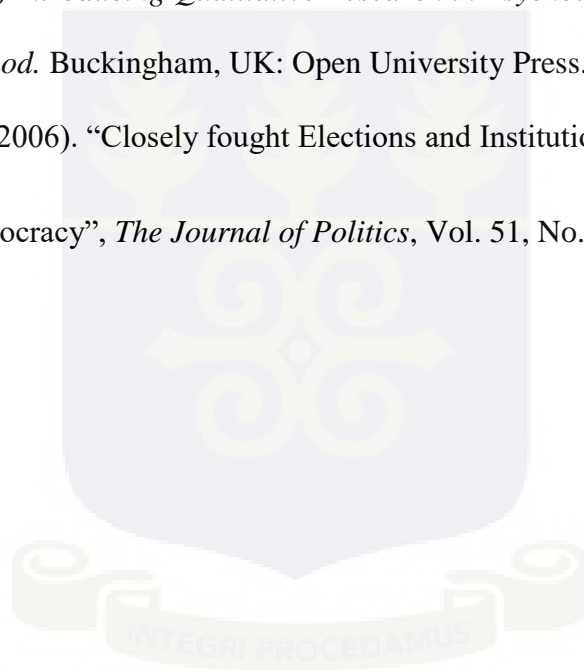 Qualitative
od. Buckingham, UK: Open University Press.
2006). “Closely fought Elections and Institutio
ocracy”, The Journal of Politics, Vol. 51, No.
INTEGRI PROCEDAMUS